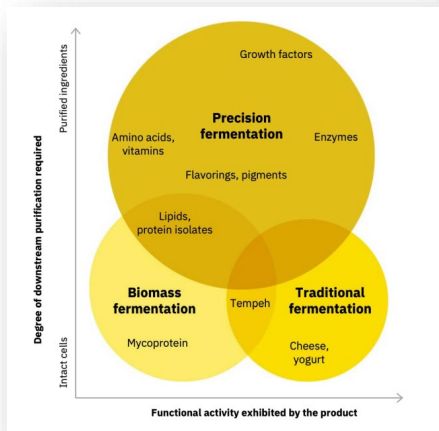 Growth factors
Precision
fermentation
Amino acids,
vitamins
Enzymes
Flavorings, pigments
Lipids,
protein isolates
Biomass
fermentation
Tempeh
Traditional
fermentation
Mycoprotein
Cheese,
yogurt
Degree of downstream purification required
Purified ingredients
Intact cells
Functional activity exhibited by the product